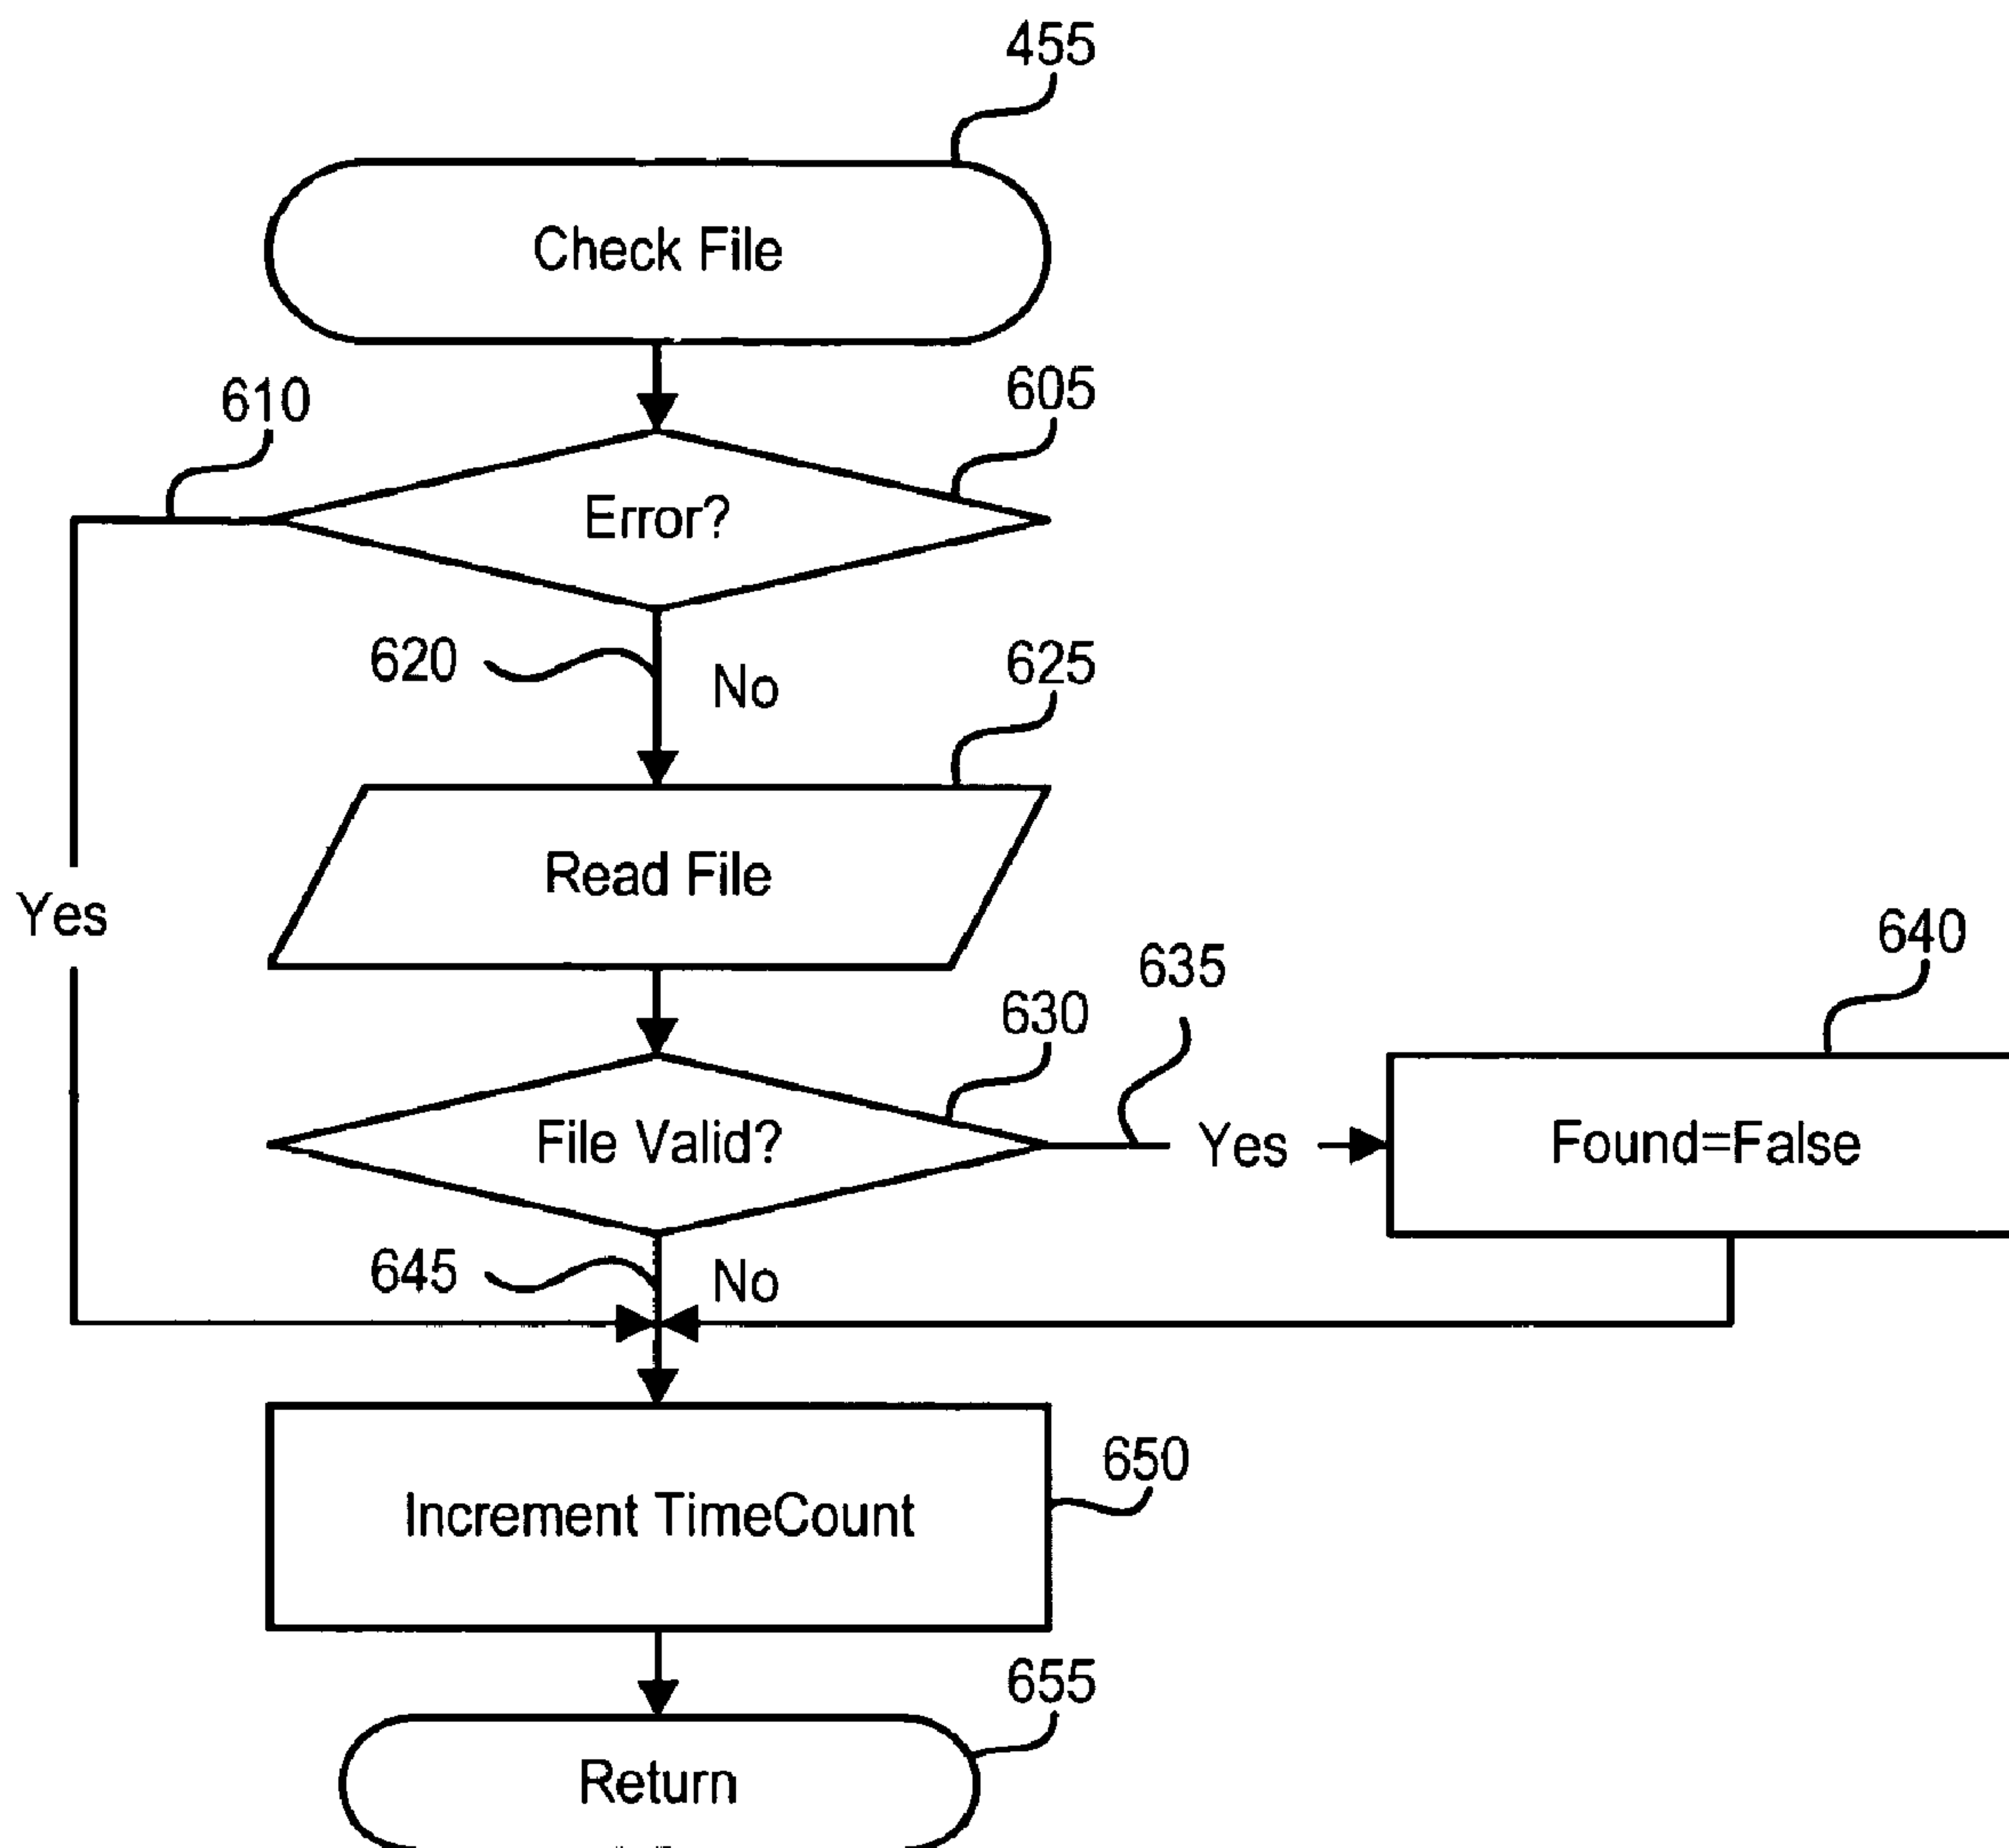 455
Check File
610
605
Error?
620
No
625
Read File
Yes
635
640
630
File Valid?
Yes
Found=False
645
No
650
Increment TimeCount
655
Return